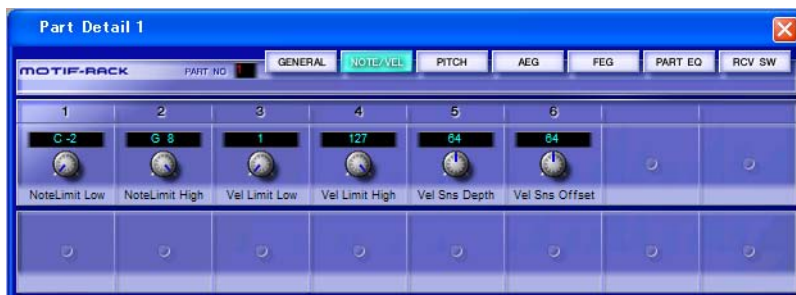 Part Detail 1
MOTIF-RACK PART NO 1 GENERAL NOTE/VEL PITCH AEG FEG PART EQ RCV SW
1 2 3 4 5 6
C -2 G 8 1 127 64 64
NoteLimit Low NoteLimit High Vel Limit Low Vel Limit High Vel Sns Depth Vel Sns Offset